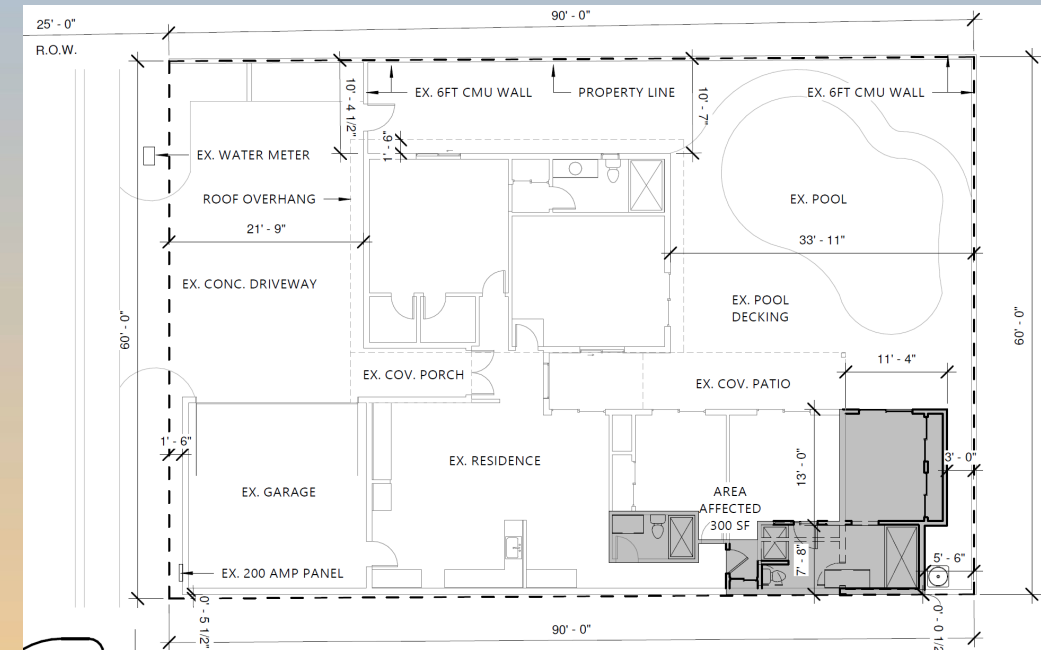 25' - 0"
90' - 0"
R.O.W.
EX. 6FT CMU WALL
PROPERTY LINE
EX. 6FT CMU WALL
10' - 4 1/2"
10' - 7"
1' - 6"
EX. WATER METER
ROOF OVERHANG
EX. POOL
21' - 9"
33' - 11"
EX. CONC. DRIVEWAY
EX. POOL
DECKING
60' - 0"
60' - 0"
11' - 4"
EX. COV. PORCH
EX. COV. PATIO
1' - 6"
EX. RESIDENCE
13' - 0"
3' - 0"
EX. GARAGE
AREA
AFFECTED
300 SF
7' - 8"
5' - 6"
EX. 200 AMP PANEL
0' - 5 1/2"
0' - 0 1/2"
90' - 0"